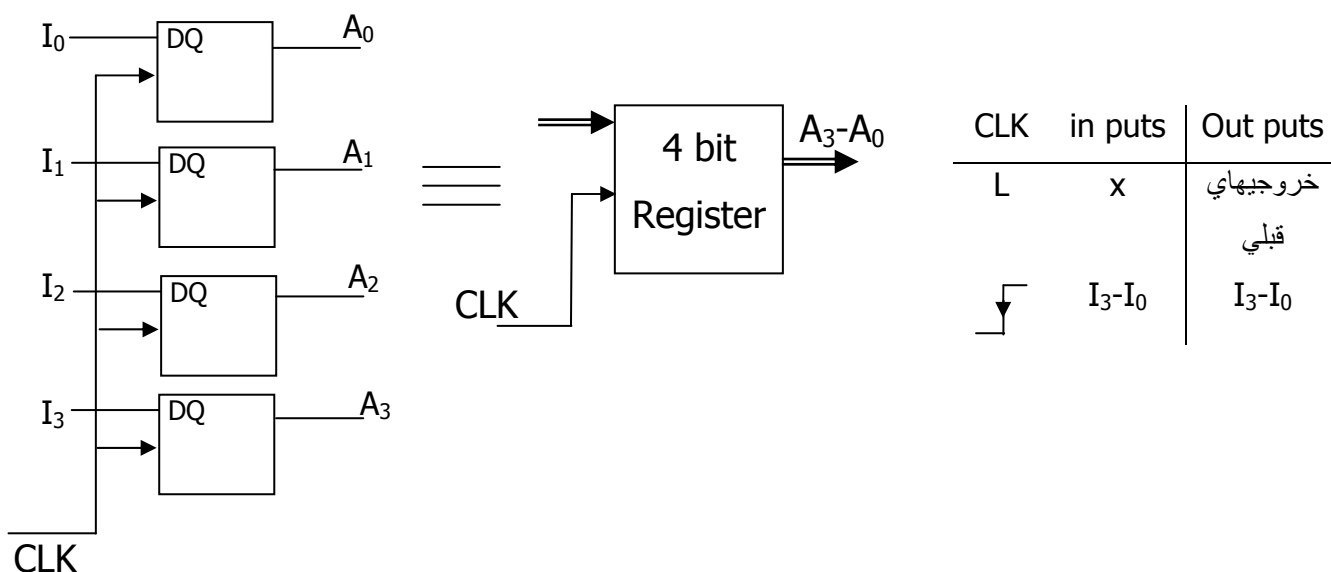 I₀
DQ
A₀
I₁
DQ
A₁
I₂
DQ
A₂
I₃
DQ
A₃
CLK
4 bit
Register
A₃-A₀
CLK
CLK in puts Out puts
L x خروجيهاي
قبلي
I₃-I₀ I₃-I₀